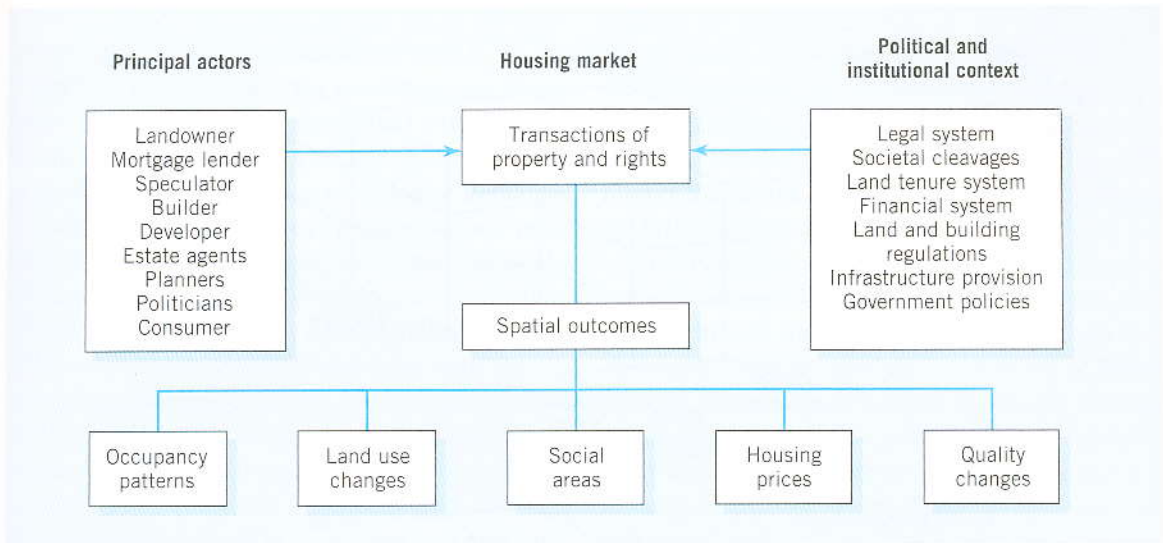 Principal actors
Housing market
Political and
institutional context
Landowner
Mortgage lender
Speculator
Builder
Developer
Estate agents
Planners
Politicians
Consumer
Transactions of
property and rights
Legal system
Societal cleavages
Land tenure system
Financial system
Land and building
regulations
Infrastructure provision
Government policies
Spatial outcomes
Occupancy
patterns
Land use
changes
Social
areas
Housing
prices
Quality
changes